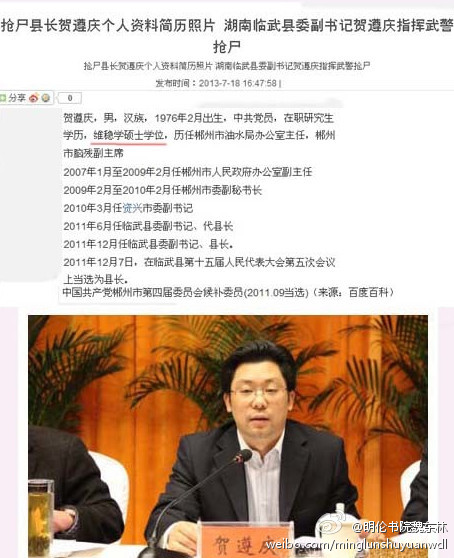 抢尸县长贺遵庆个人资料简历照片 湖南临武县委副书记贺遵庆指挥武警
抢尸
抢尸县长贺遵庆个人资料简历照片 湖南临武县委副书记贺遵庆指挥武警抢尸
发布时间：2013-7-18 16:47:58 |
分享
0
贺遵庆，男，汉族，1976年2月出生，中共党员，在职研究生
学历，维稳学硕士学位，历任郴州市油水局办公室主任，郴州
市脑残副主席
2007年1月至2009年2月任郴州市人民政府办公室副主任
2009年2月至2010年2月任郴州市委副秘书长
2010年3月任资兴市委副书记
2011年6月任临武县委副书记、代县长
2011年12月任临武县委副书记、县长。
2011年12月7日，在临武县第十五届人民代表大会第五次会议
上当选为县长。
中国共产党郴州市第四届委员会候补委员(2011.09当选)（来源：百度百科）
贺遵庆
@明伦书院魏东林
weibo.com/minglunshuyuanwdl